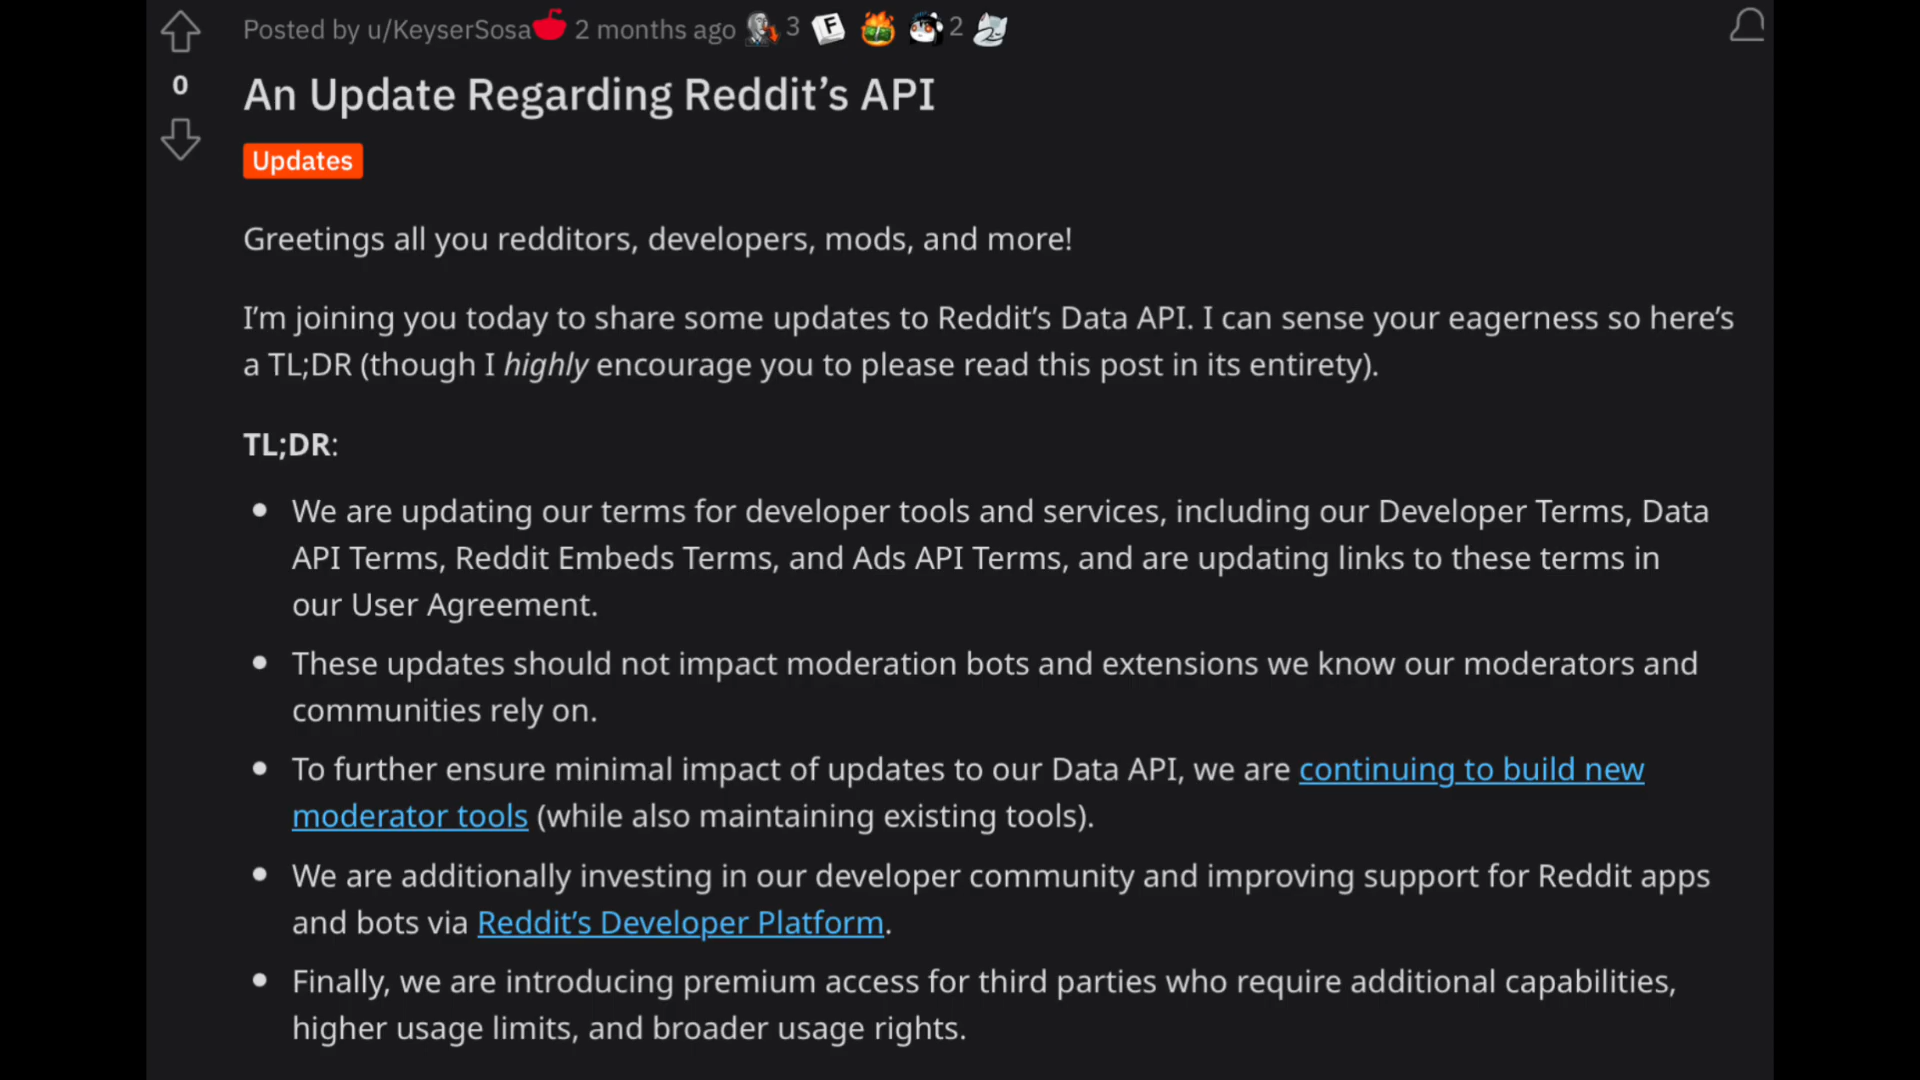 Posted by u/KeyserSosa 2 months ago 3 F 2
0
An Update Regarding Reddit’s API
Updates
Greetings all you redditors, developers, mods, and more!
I’m joining you today to share some updates to Reddit’s Data API. I can sense your eagerness so here’s
a TL;DR (though I highly encourage you to please read this post in its entirety).
TL;DR:
• We are updating our terms for developer tools and services, including our Developer Terms, Data
API Terms, Reddit Embeds Terms, and Ads API Terms, and are updating links to these terms in
our User Agreement.
• These updates should not impact moderation bots and extensions we know our moderators and
communities rely on.
• To further ensure minimal impact of updates to our Data API, we are continuing to build new
moderator tools (while also maintaining existing tools).
• We are additionally investing in our developer community and improving support for Reddit apps
and bots via Reddit’s Developer Platform.
• Finally, we are introducing premium access for third parties who require additional capabilities,
higher usage limits, and broader usage rights.